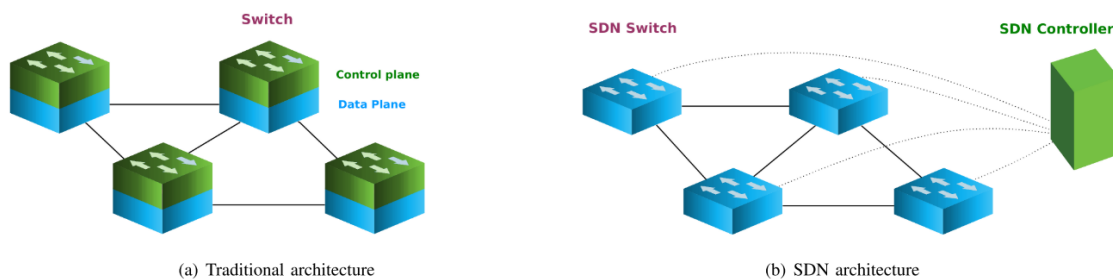 Switch
Control plane
Data Plane
(a) Traditional architecture
SDN Switch
SDN Controller
(b) SDN architecture